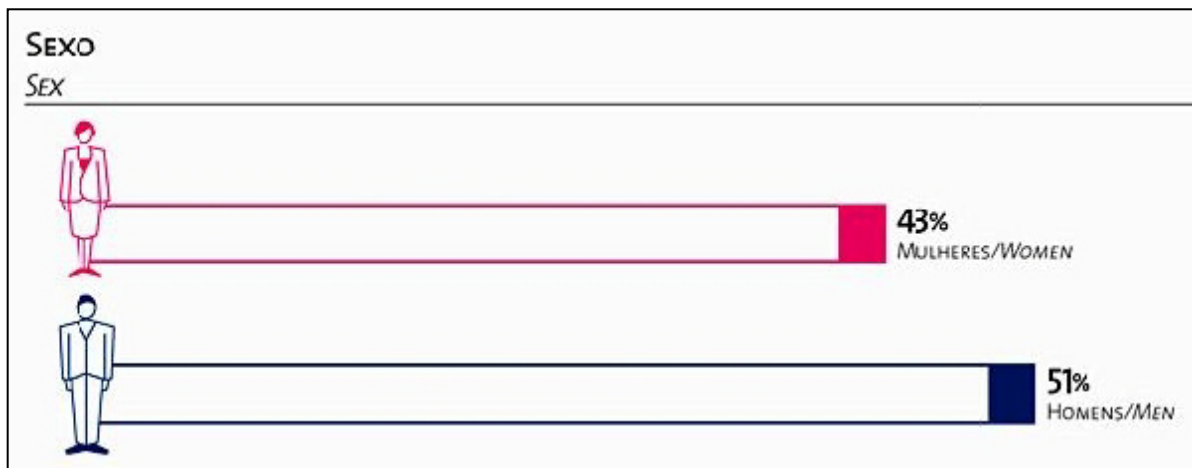 SEXO
SEX
43%
MULHERES/WOMEN
51%
HOMENS/MEN